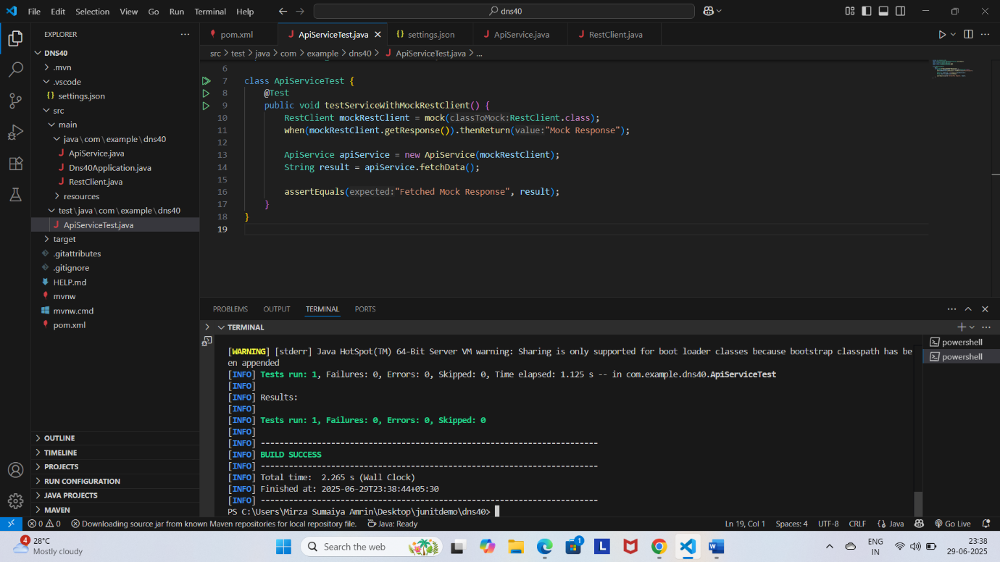 File Edit Selection View Go Run Terminal Help
dns40
EXPLORER
DNS40
.mvn
.vscode
{} settings.json
src
main
java\com\example\dns40
J ApiService.java
J Dns40Application.java
J RestClient.java
resources
test\java\com\example\dns40
J ApiServiceTest.java
target
.gitattributes
.gitignore
HELP.md
mvnw
mvnw.cmd
pom.xml
OUTLINE
TIMELINE
PROJECTS
RUN CONFIGURATION
JAVA PROJECTS
MAVEN
pom.xml J ApiServiceTest.java {} settings.json J ApiService.java J RestClient.java
src > test > java > com > example > dns40 > J ApiServiceTest.java > ...
6
7 class ApiServiceTest {
8 @Test
9 public void testServiceWithMockRestClient() {
10 RestClient mockRestClient = mock(classToMock:RestClient.class);
11 when(mockRestClient.getResponse()).thenReturn(value:"Mock Response");
12
13 ApiService apiService = new ApiService(mockRestClient);
14 String result = apiService.fetchData();
15
16 assertEquals(expected:"Fetched Mock Response", result);
17 }
18 }
19
PROBLEMS OUTPUT TERMINAL PORTS
TERMINAL
[WARNING] [stderr] Java HotSpot(TM) 64-Bit Server VM warning: Sharing is only supported for boot loader classes because bootstrap classpath has be
en appended
[INFO] Tests run: 1, Failures: 0, Errors: 0, Skipped: 0, Time elapsed: 1.125 s -- in com.example.dns40.ApiServiceTest
[INFO]
[INFO] Results:
[INFO]
[INFO] Tests run: 1, Failures: 0, Errors: 0, Skipped: 0
[INFO]
[INFO] ------------------------------------------------------------------------
[INFO] BUILD SUCCESS
[INFO] ------------------------------------------------------------------------
[INFO] Total time:  2.265 s (Wall Clock)
[INFO] Finished at: 2025-06-29T23:38:44+05:30
[INFO] ------------------------------------------------------------------------
PS C:\Users\Mirza Sumaiya Amrin\Desktop\junitdemo\dns40>
powershell
powershell
0 0 Downloading source jar from known Maven repositories for local repository file. Java: Ready Ln 19, Col 1 Spaces: 4 UTF-8 CRLF {} Java Go Live
4
28°C
Mostly cloudy
Search the web
1
L
W
ENG
IN
23:38
29-06-2025